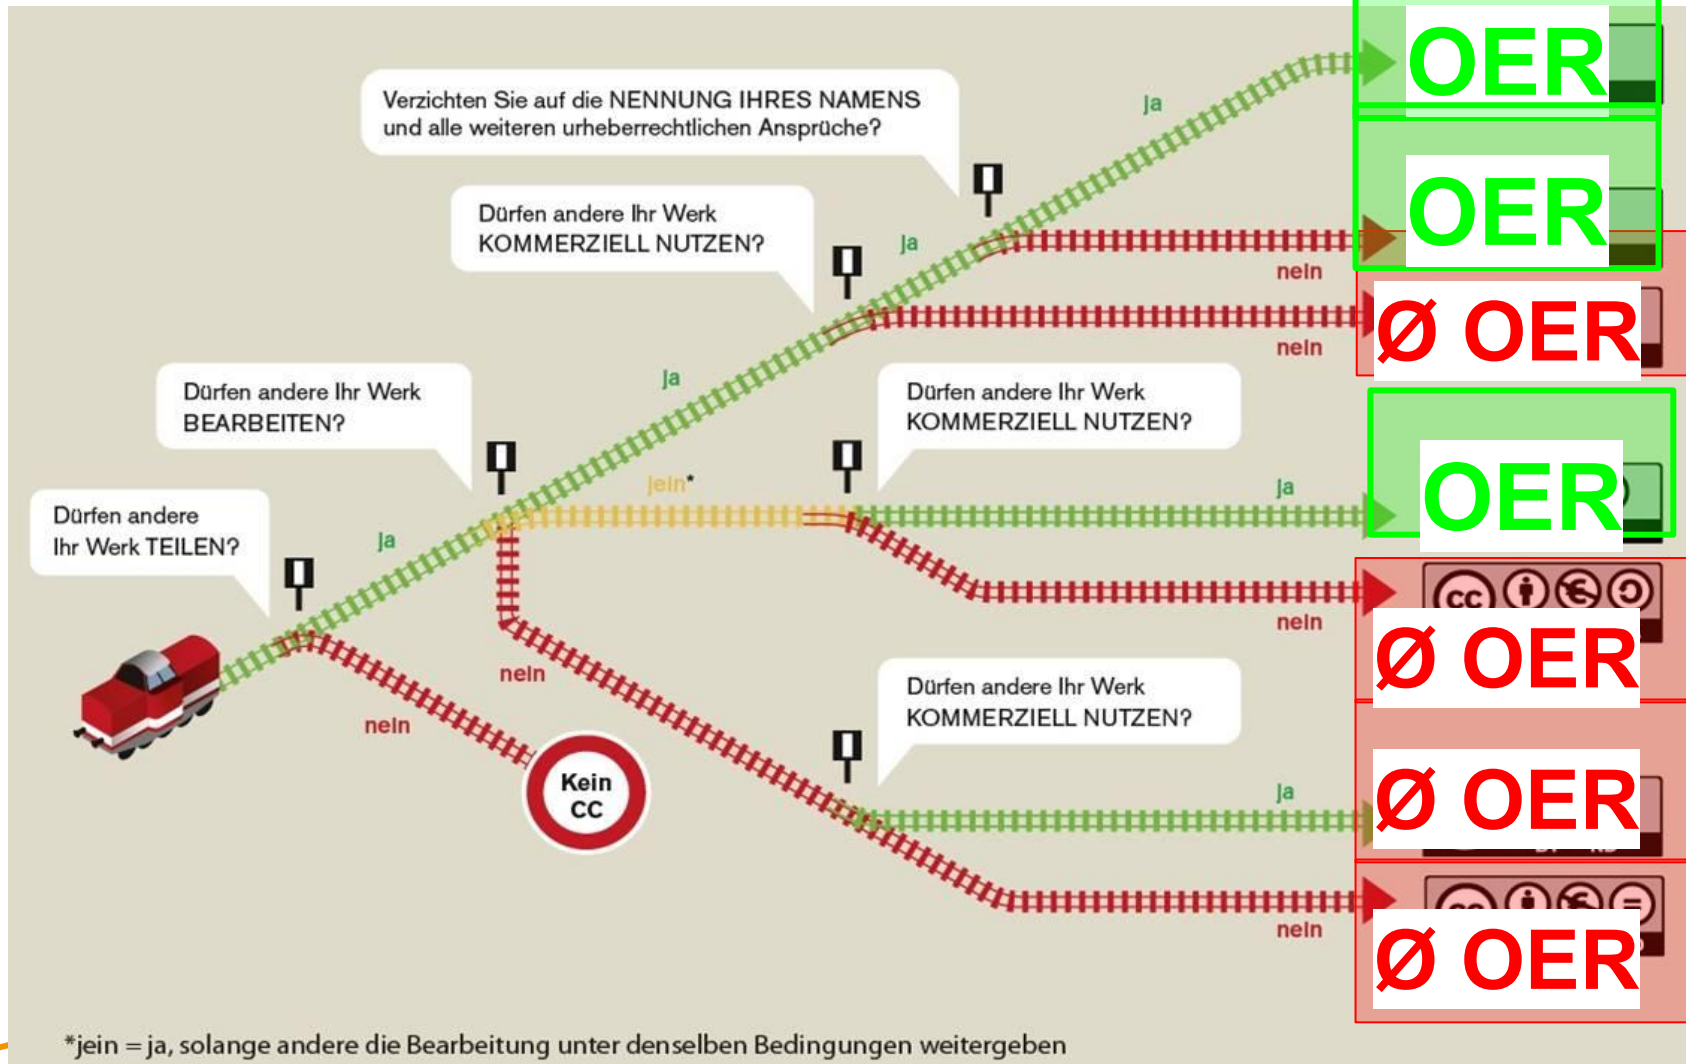 OER
Verzichten Sie auf die NENNUNG IHRES NAMENS
und alle weiteren urheberrechtlichen Ansprüche?
ja
Dürfen andere Ihr Werk
KOMMERZIELL NUTZEN?
ja
OER
nein
Ø OER
nein
ja
Dürfen andere Ihr Werk
BEARBEITEN?
Dürfen andere Ihr Werk
KOMMERZIELL NUTZEN?
jein*
ja
OER
Dürfen andere
Ihr Werk TEILEN?
ja
cc
nein
Ø OER
nein
Dürfen andere Ihr Werk
KOMMERZIELL NUTZEN?
nein
Kein
CC
ja
Ø OER
nein
Ø OER
*jein = ja, solange andere die Bearbeitung unter denselben Bedingungen weitergeben